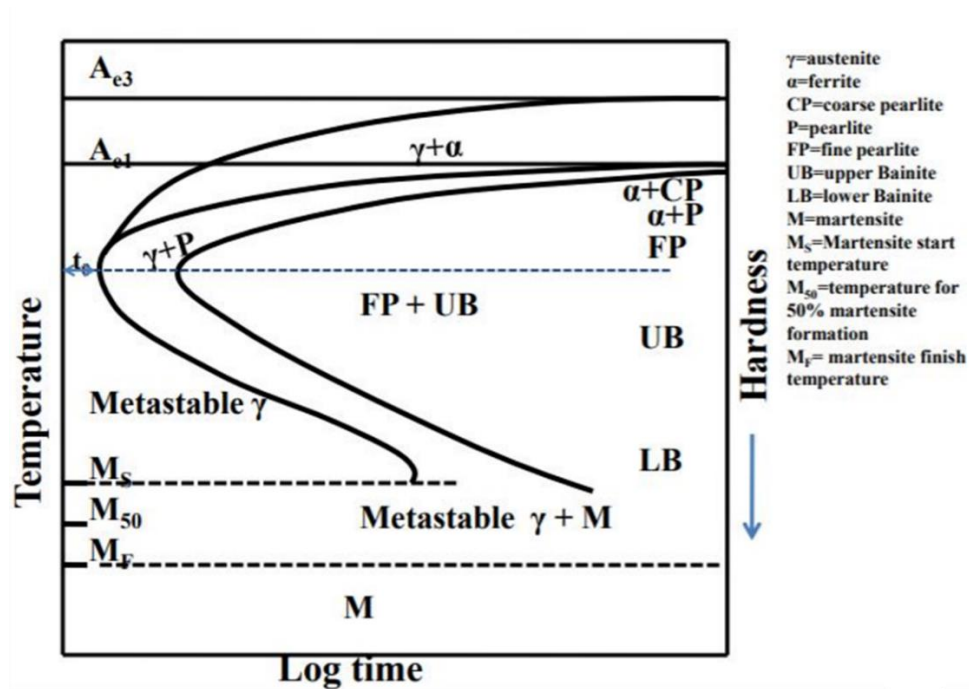 Ae3
Ae1
γ+α
α+CP
α+P
γ+P
FP
t0
FP + UB
UB
Metastable γ
LB
MS
Metastable γ + M
M50
MF
M
Temperature
Log time
Hardness
γ=austenite
α=ferrite
CP=coarse pearlite
P=pearlite
FP=fine pearlite
UB=upper Bainite
LB=lower Bainite
M=martensite
MS=Martensite start
temperature
M50=temperature for
50% martensite
formation
MF= martensite finish
temperature